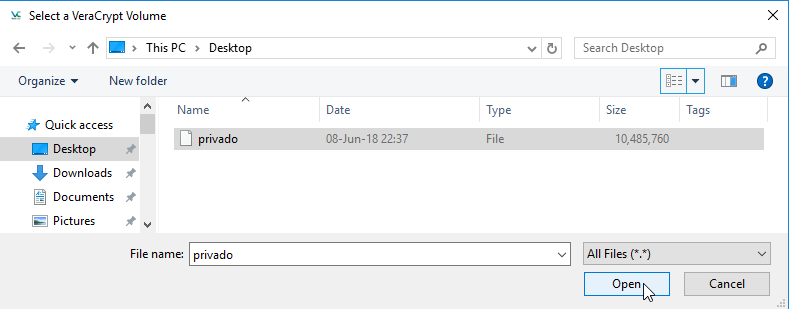 Select a VeraCrypt Volume
This PC > Desktop
Search Desktop
Organize
New folder
?
Name
Date
Type
Size
Tags
Quick access
Desktop
Downloads
Documents
Pictures
privado
08-Jun-18 22:37
File
10,485,760
File name:
privado
All Files (*.*)
Open
Cancel